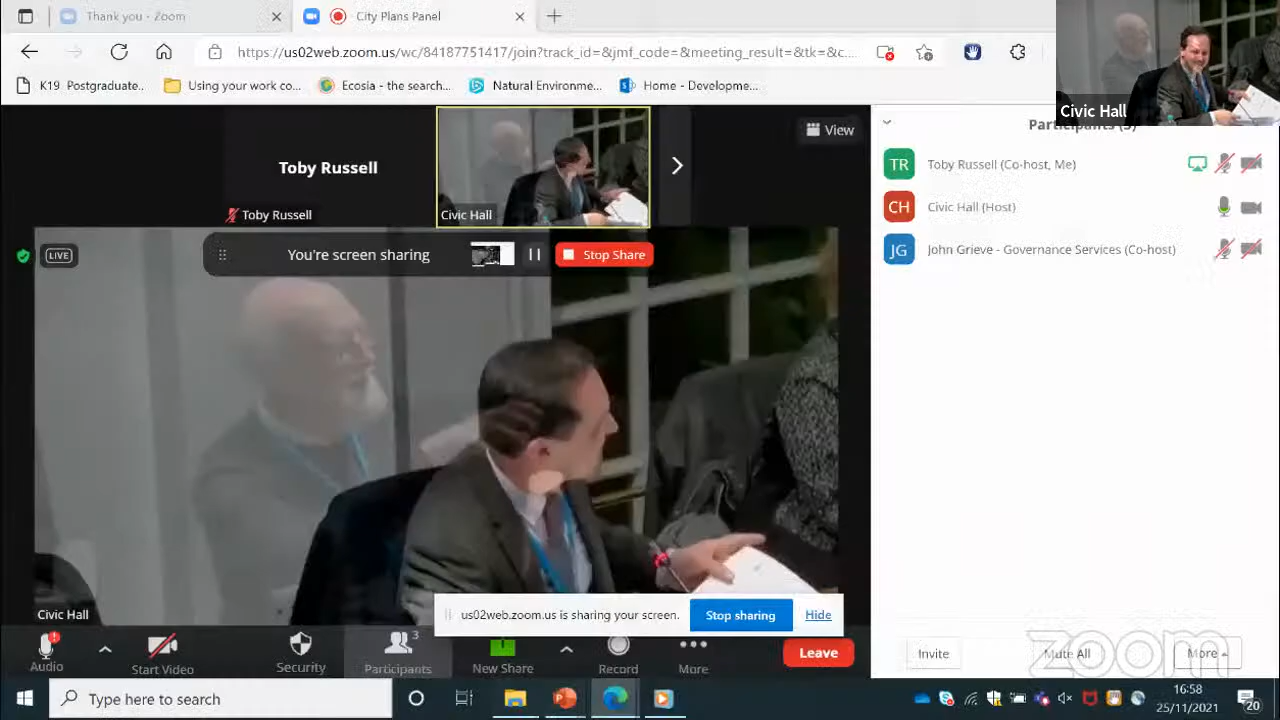 Thank you - Zoom
City Plans Panel
https://us02web.zoom.us/wc/84187751417/join?track_id=&jmf_code=&meeting_result=&tk=&c...
K19 Postgraduate..
Using your work co...
Ecosia - the search...
Natural Environme...
Home - Developme...
Civic Hall
Participants (3)
View
Toby Russell
Toby Russell
Civic Hall
TR
Toby Russell (Co-host, Me)
CH
Civic Hall (Host)
JG
John Grieve - Governance Services (Co-host)
LIVE
You're screen sharing
Stop Share
Civic Hall
us02web.zoom.us is sharing your screen.
Stop sharing
Hide
Audio
Start Video
Security
Participants
3
New Share
Record
More
Leave
Invite
Mute All
More
zoom
Type here to search
16:58
25/11/2021
20